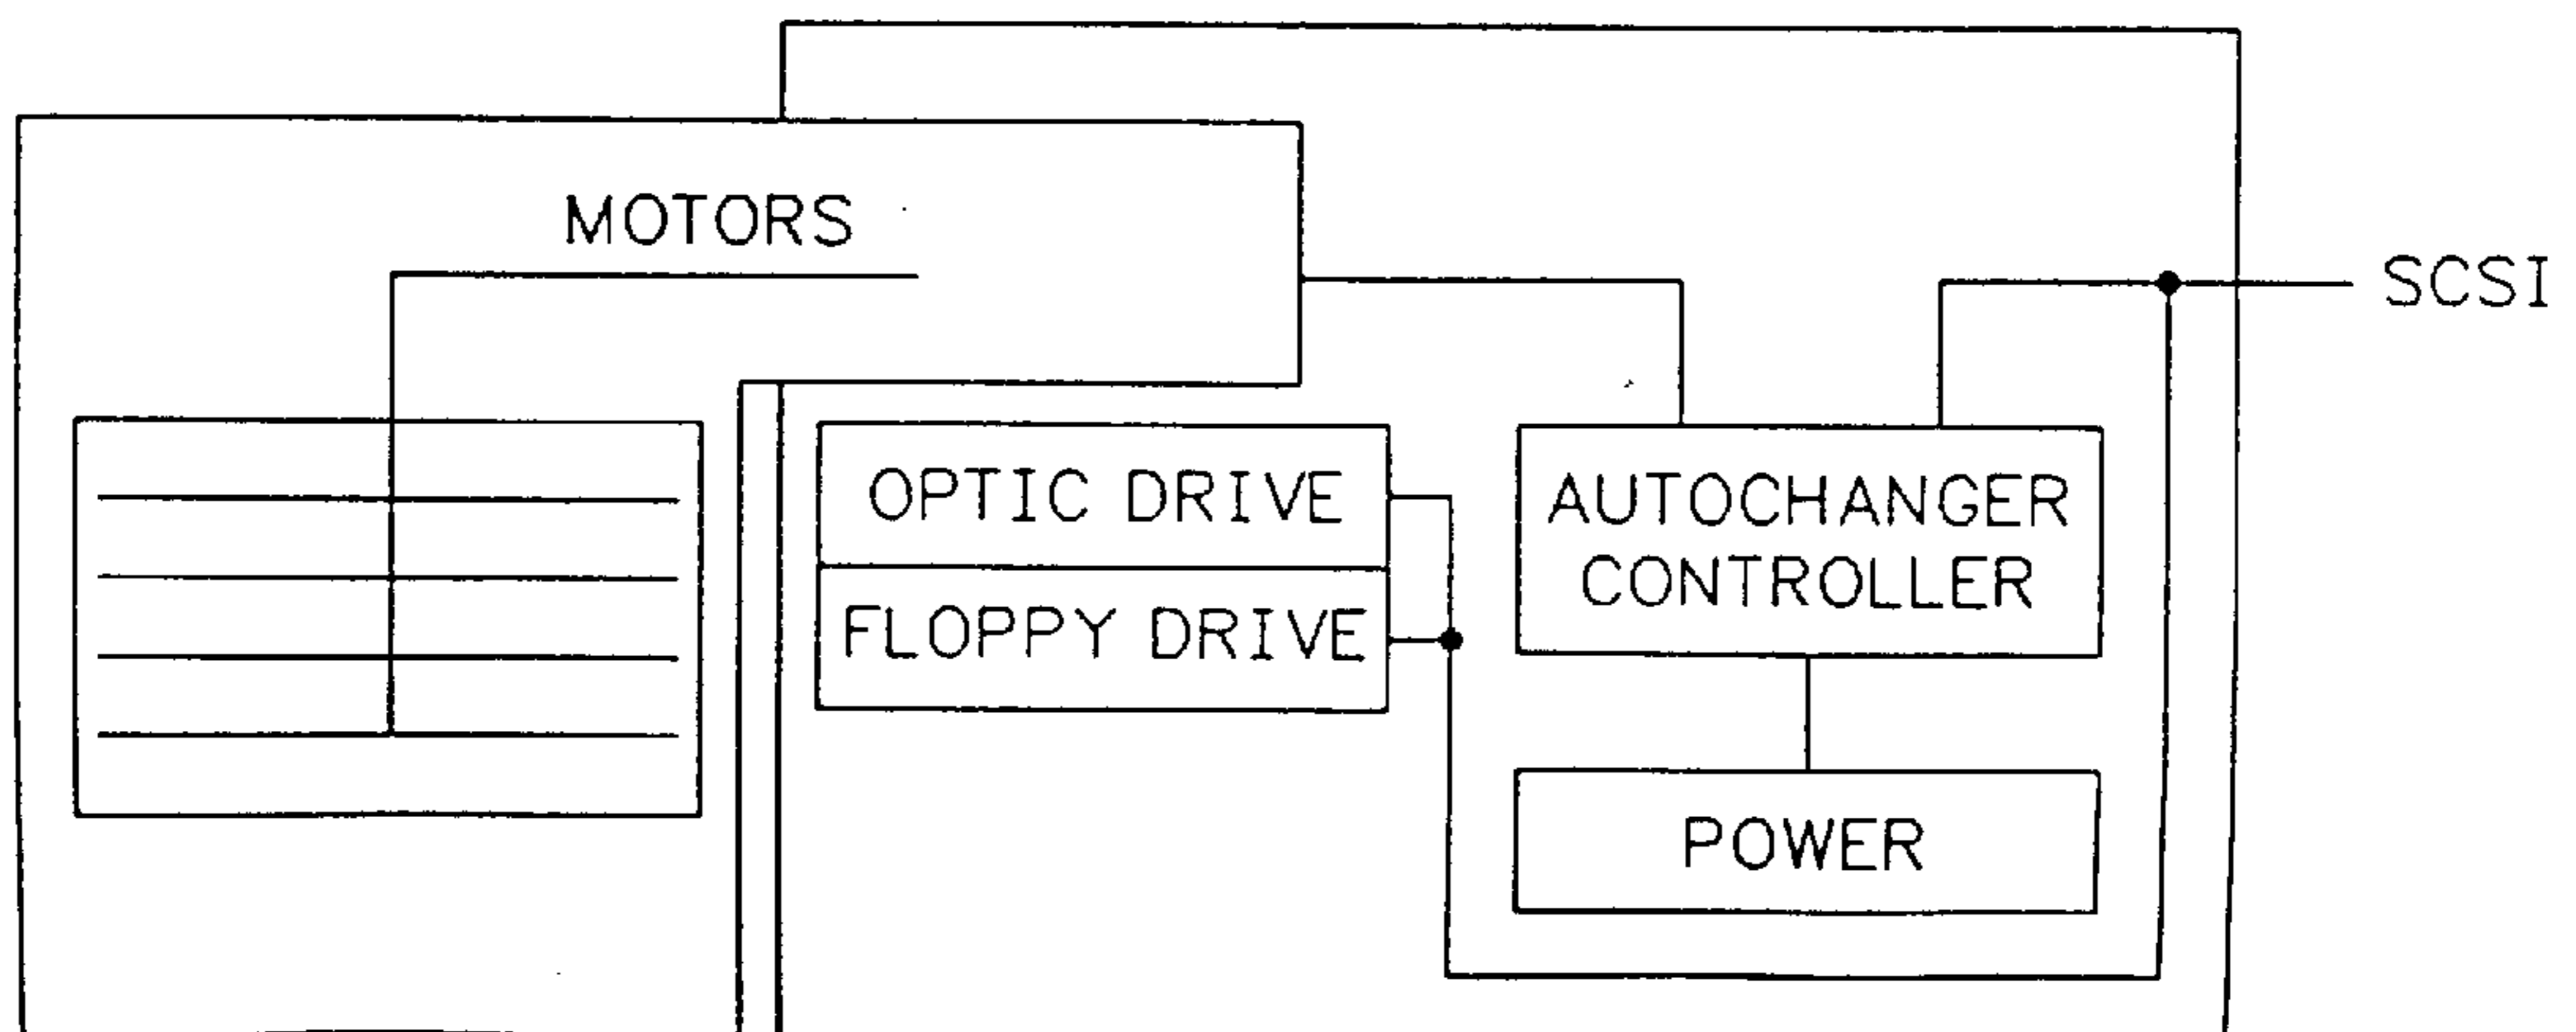 MOTORS
SCSI
OPTIC DRIVE
FLOPPY DRIVE
AUTOCHANGER
CONTROLLER
POWER